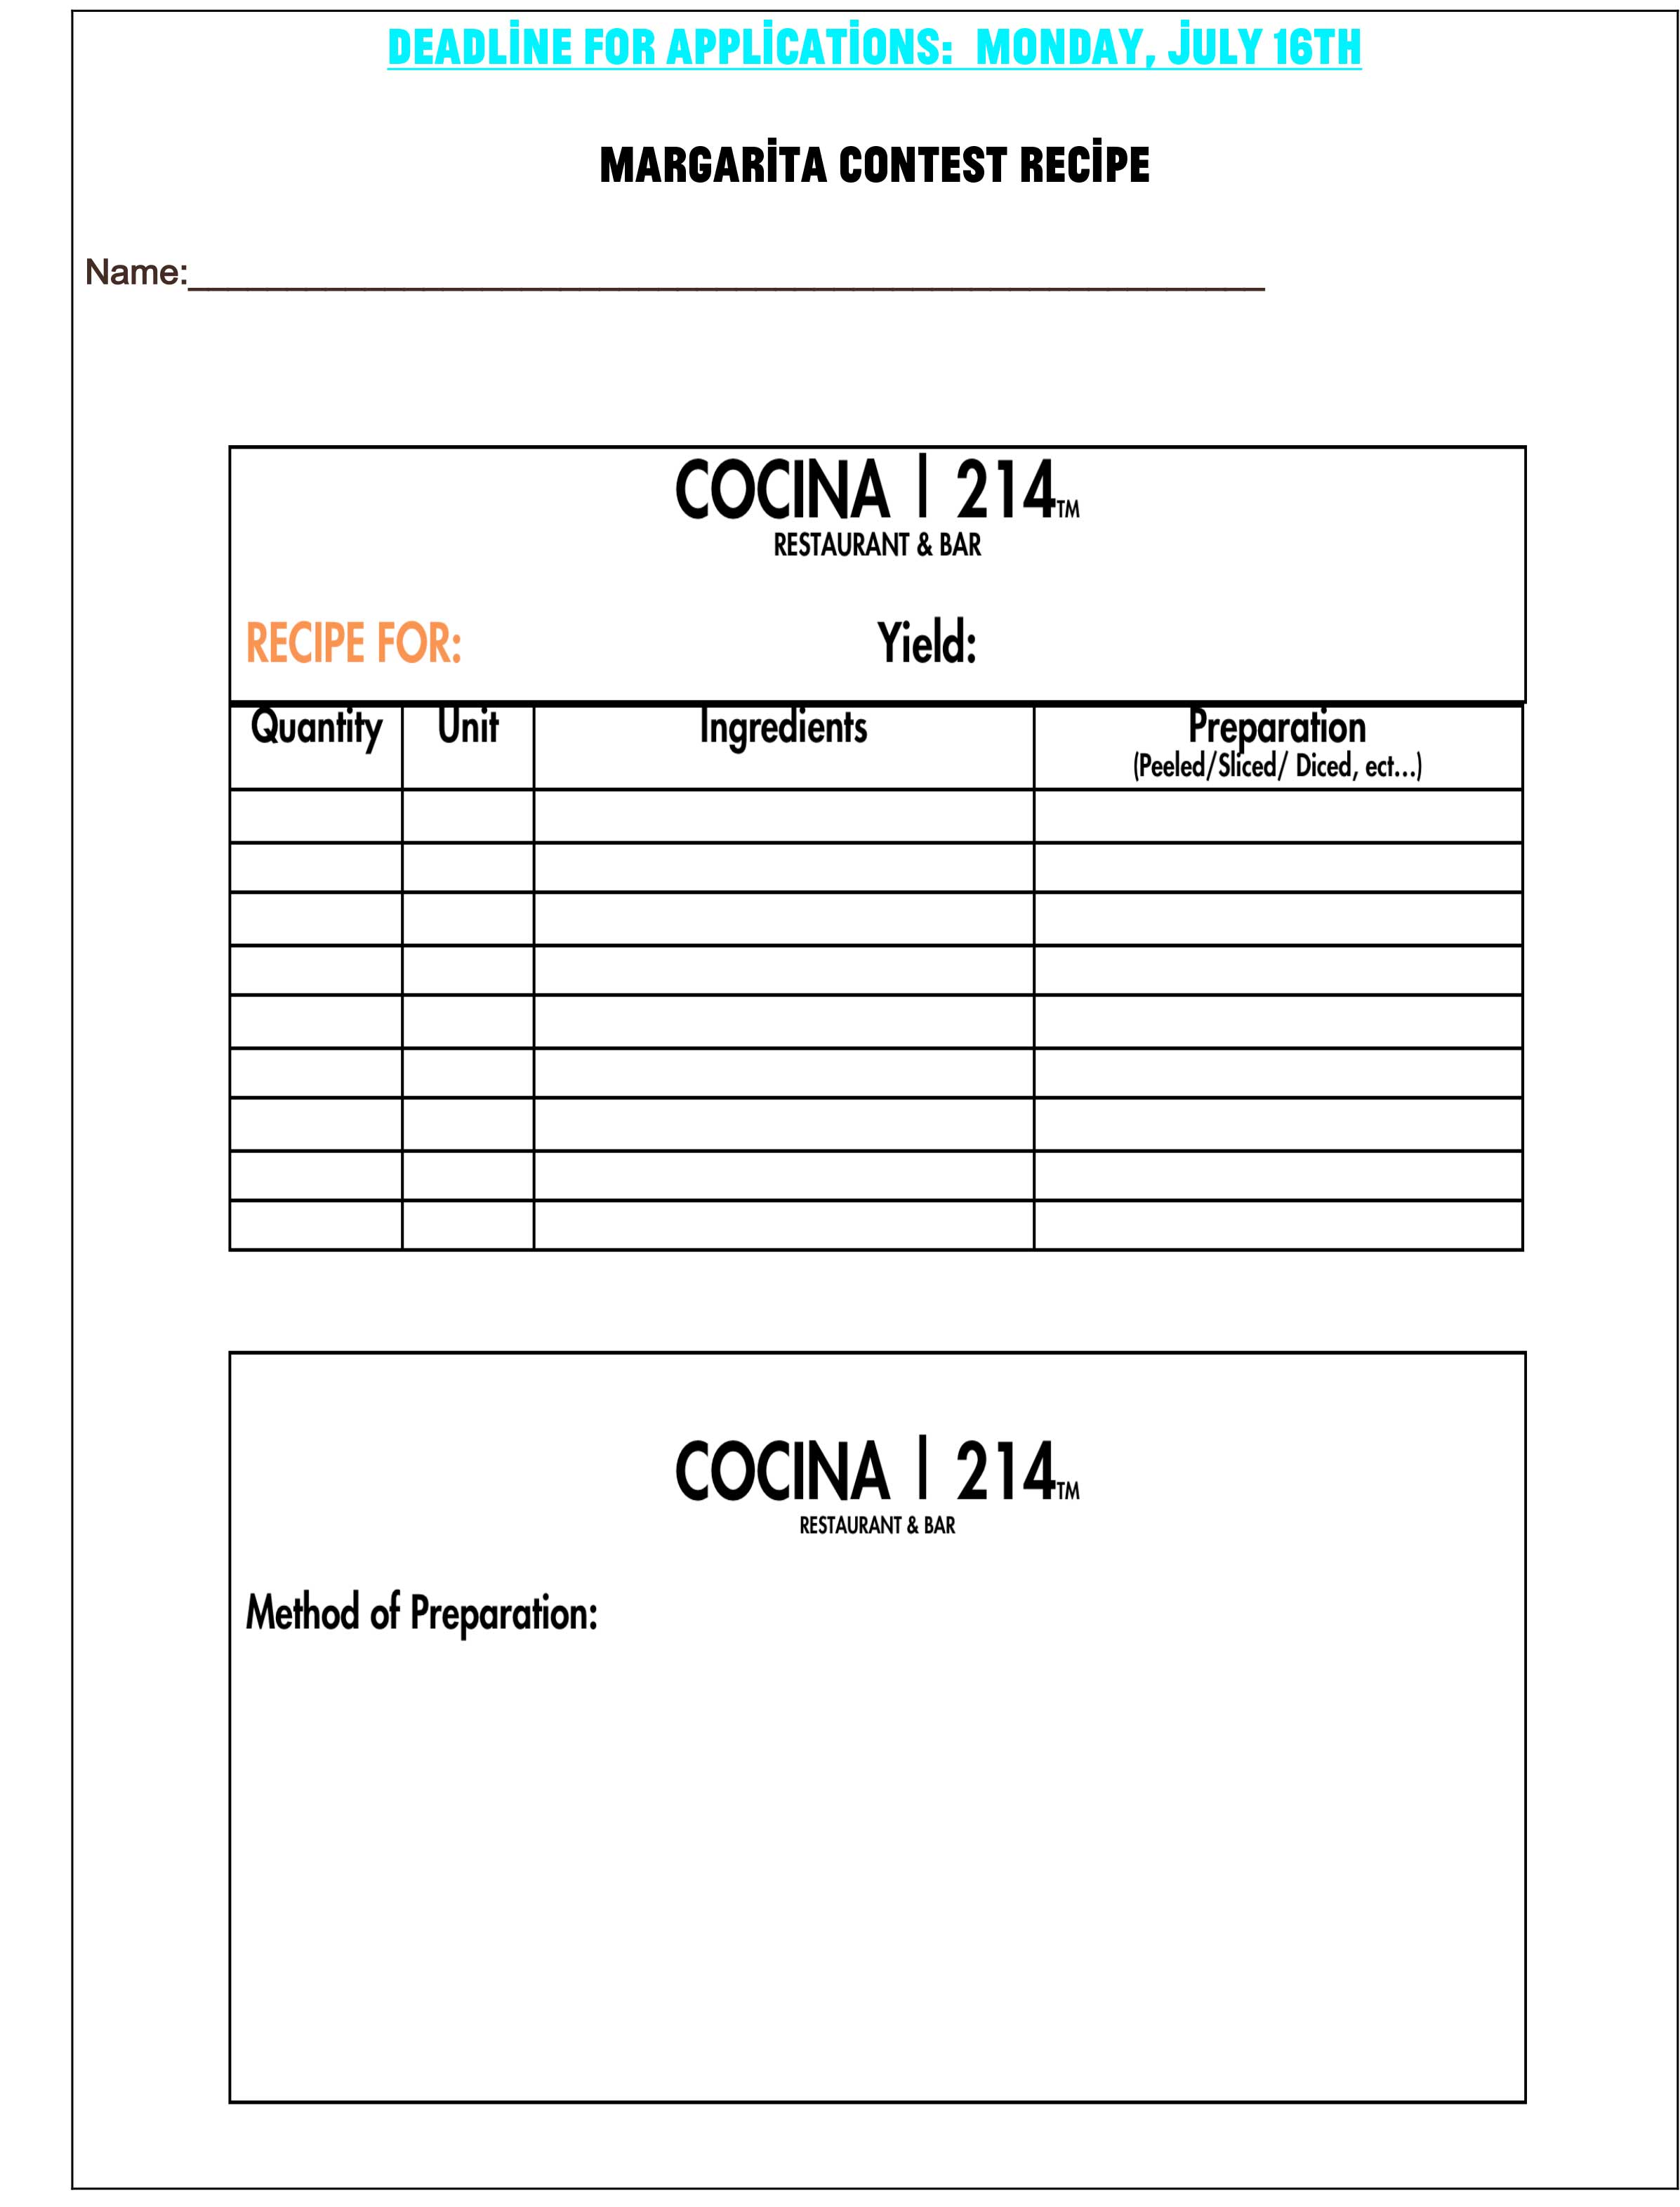 DEADLİNE FOR APPLİCATİONS:  MONDAY, JULY 16TH
MARGARİTA CONTEST RECİPE
Name:_______________________________________________________
COCINA | 214™
RESTAURANT & BAR
RECIPE FOR: Yield:
Quantity Unit Ingredients Preparation
(Peeled/Sliced/ Diced, ect...)
COCINA | 214™
RESTAURANT & BAR
Method of Preparation: